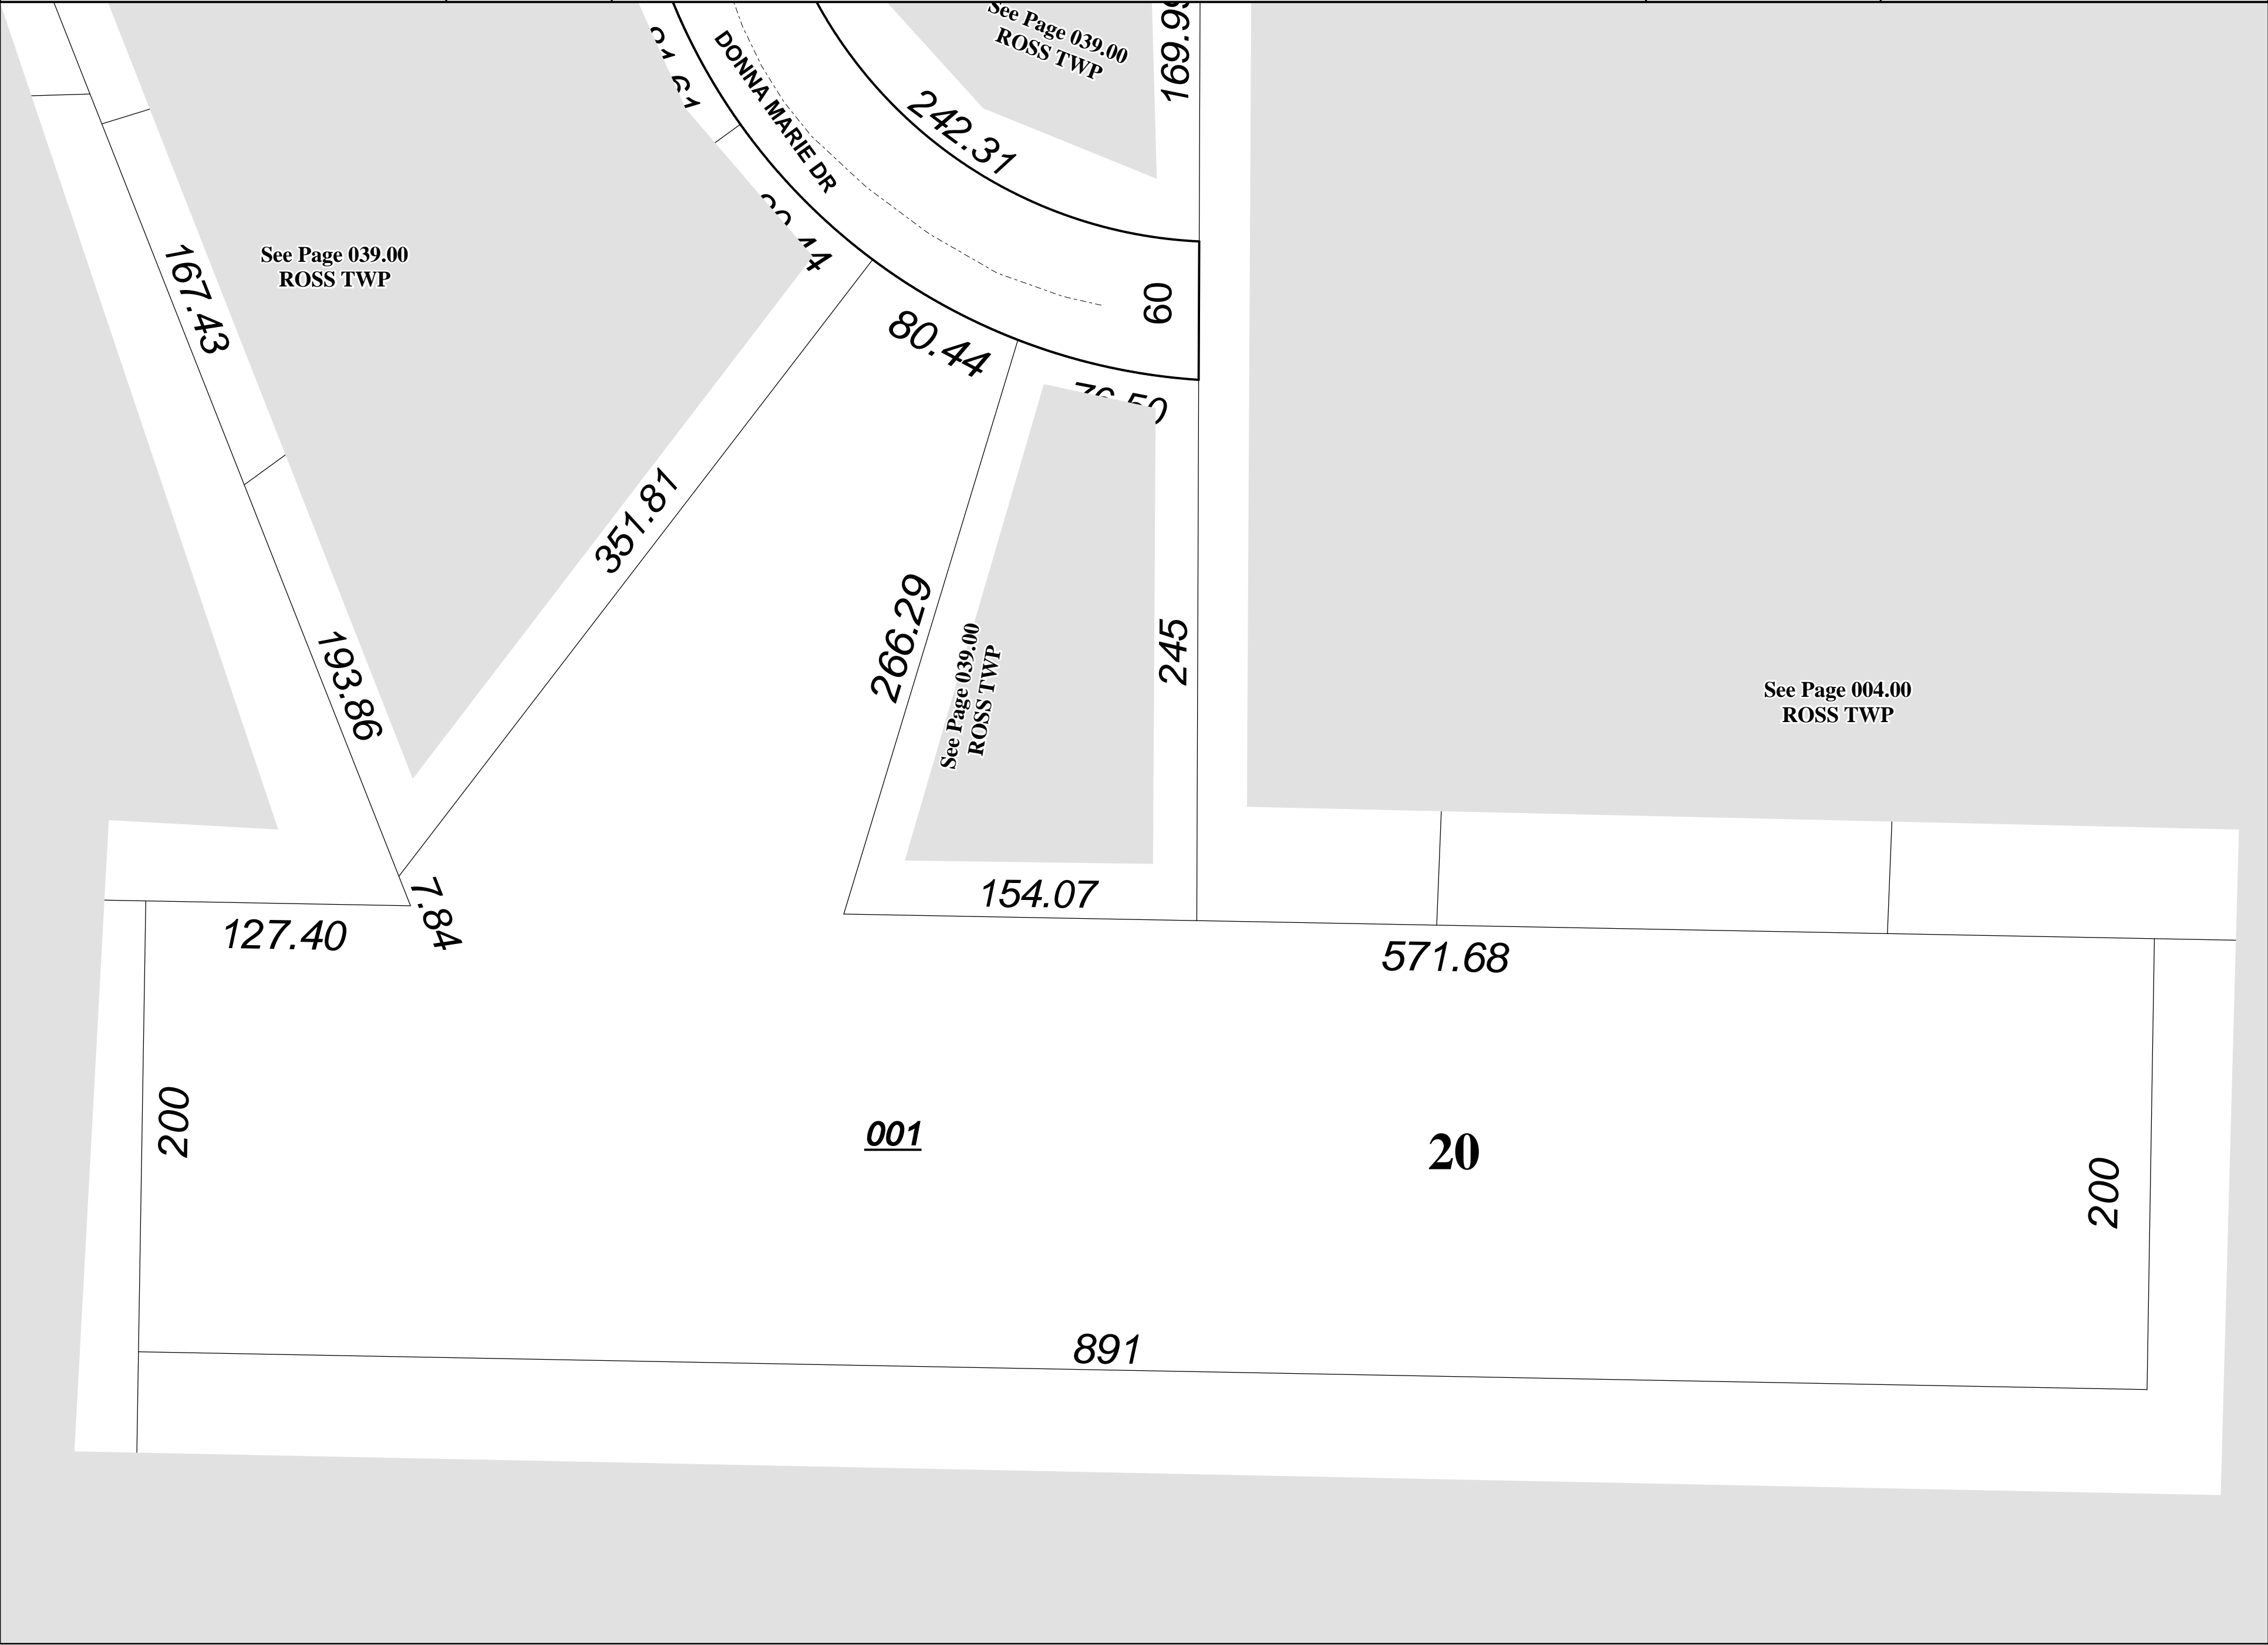 See Page 039.00
ROSS TWP
169.99
DONNA MARIE DR
242.31
167.43
See Page 039.00
ROSS TWP
60
80.44
351.81
266.29
See Page 039.00
ROSS TWP
245
193.86
See Page 004.00
ROSS TWP
154.07
7.84
127.40
571.68
200
001
20
200
891